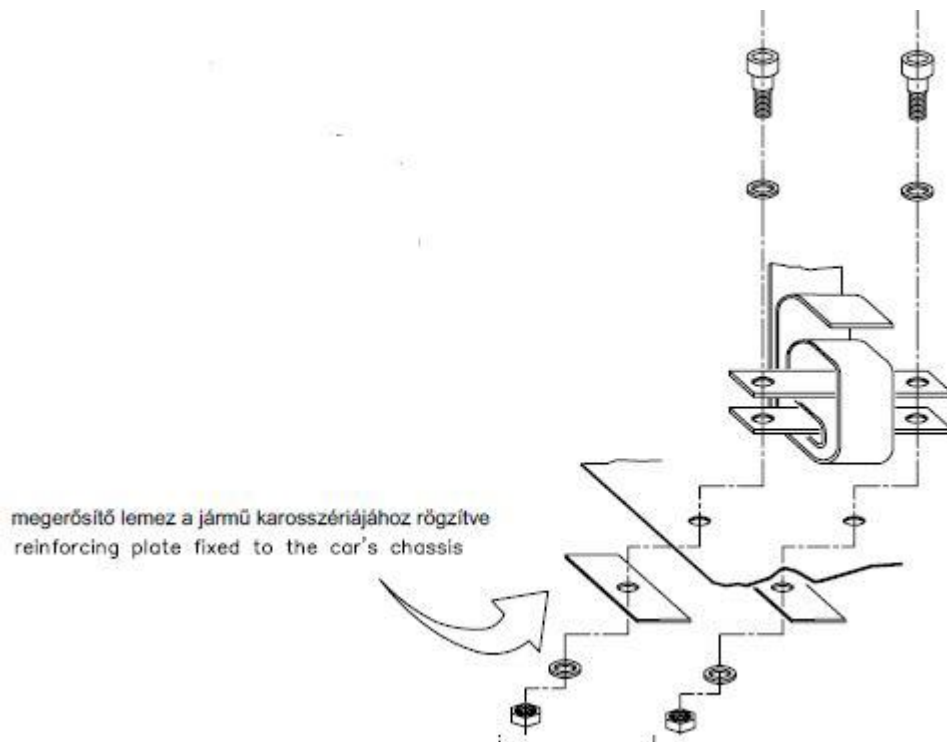 megerősítő lemez a jármű karosszériájához rögzítve
reinforcing plate fixed to the car's chassis